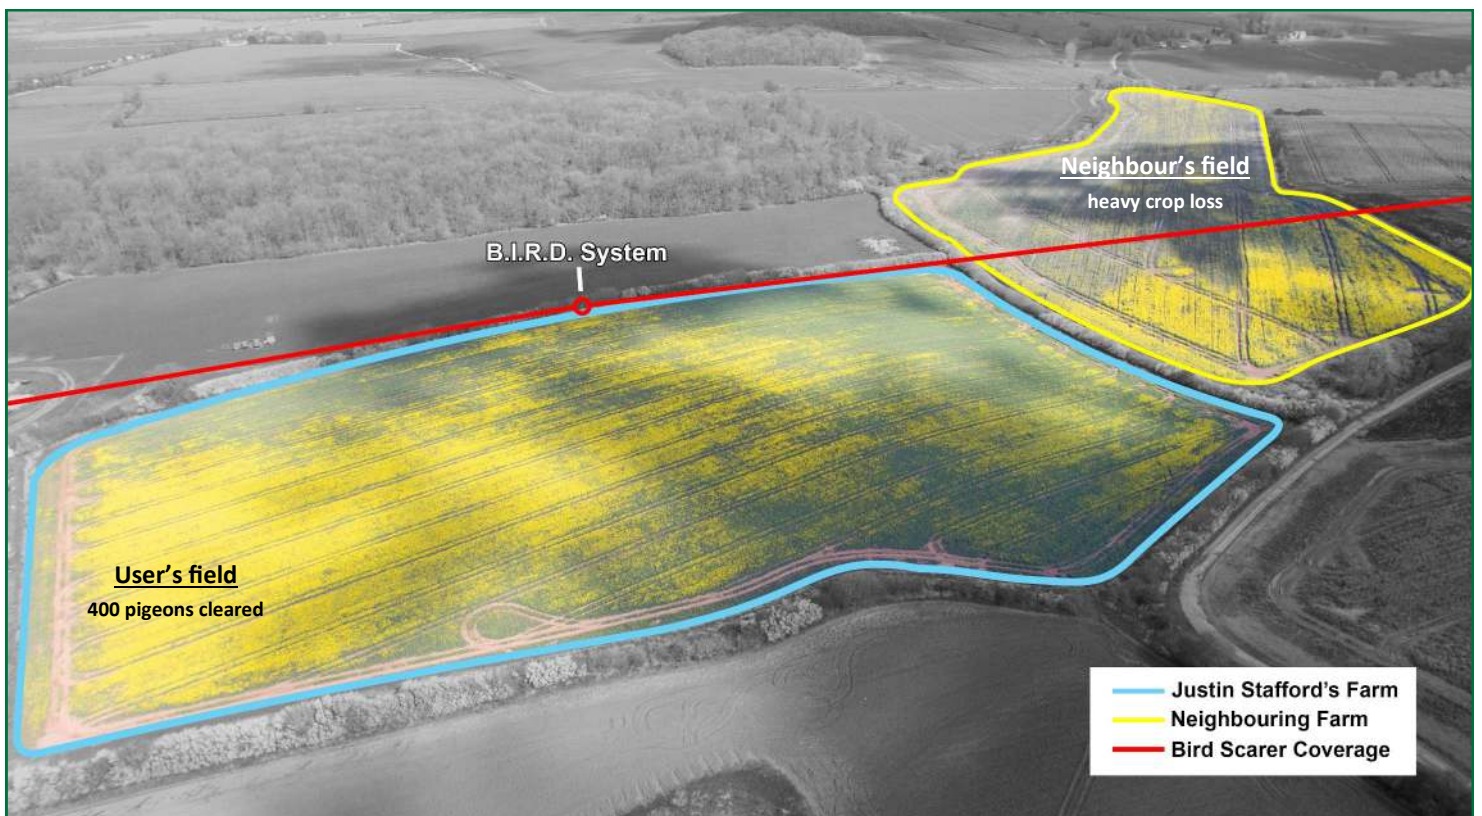 Neighbour's field
heavy crop loss
B.I.R.D. System
User's field
400 pigeons cleared
Justin Stafford's Farm
Neighbouring Farm
Bird Scarer Coverage